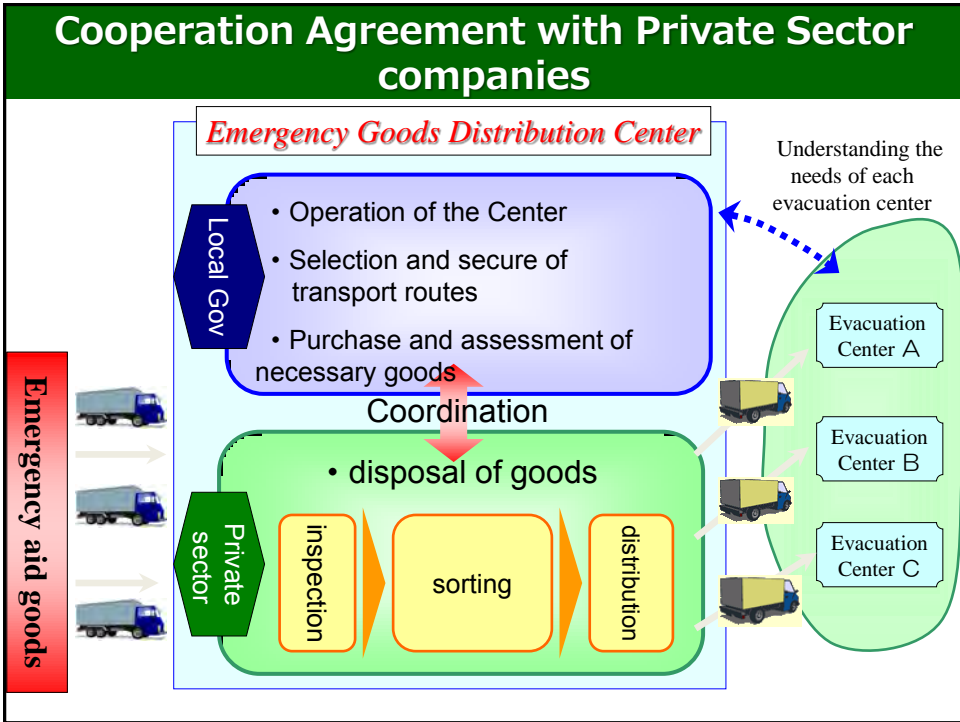 Cooperation Agreement with Private Sector
companies
Emergency Goods Distribution Center
Understanding the
needs of each
evacuation center
Local Gov
・Operation of the Center
・Selection and secure of
transport routes
・Purchase and assessment of
necessary goods
Coordination
Emergency aid goods
Private
sector
・disposal of goods
inspection
sorting
distribution
Evacuation
Center A
Evacuation
Center B
Evacuation
Center C